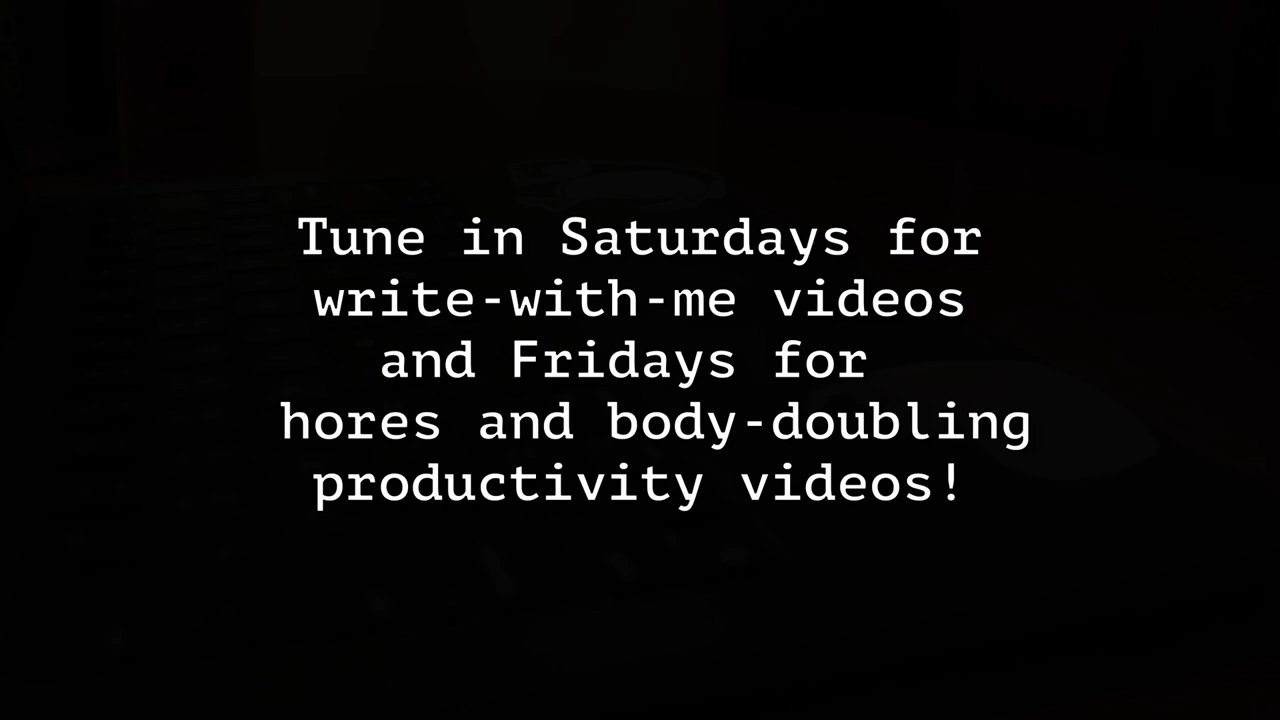 Tune in Saturdays for
write-with-me videos
and Fridays for
hores and body-doubling
productivity videos!